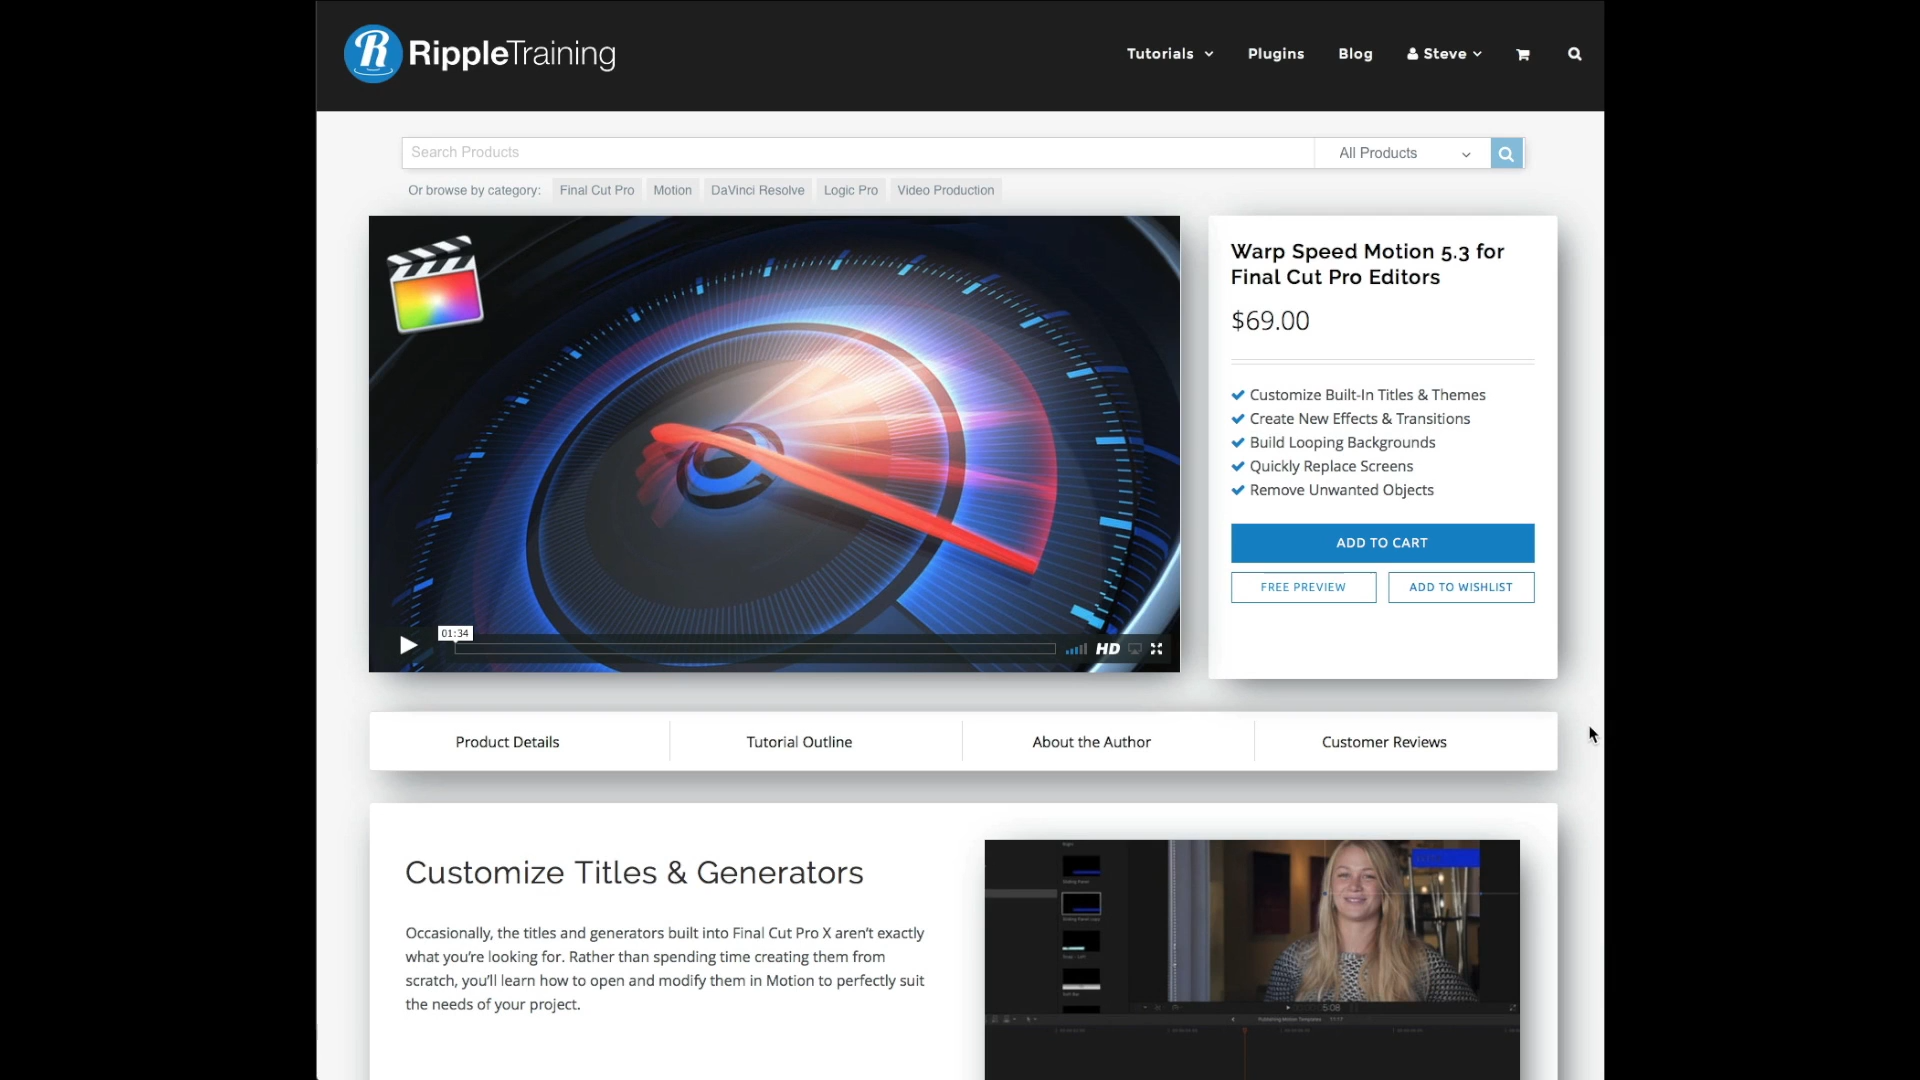 RippleTraining
Tutorials
Plugins
Blog
Steve
Search Products
All Products
Or browse by category:
Final Cut Pro
Motion
DaVinci Resolve
Logic Pro
Video Production
Warp Speed Motion 5.3 for
Final Cut Pro Editors
$69.00
Customize Built-In Titles & Themes
Create New Effects & Transitions
Build Looping Backgrounds
Quickly Replace Screens
Remove Unwanted Objects
ADD TO CART
FREE PREVIEW
ADD TO WISHLIST
01:34
HD
Product Details
Tutorial Outline
About the Author
Customer Reviews
Customize Titles & Generators
Occasionally, the titles and generators built into Final Cut Pro X aren't exactly
what you're looking for. Rather than spending time creating them from
scratch, you'll learn how to open and modify them in Motion to perfectly suit
the needs of your project.
5:08